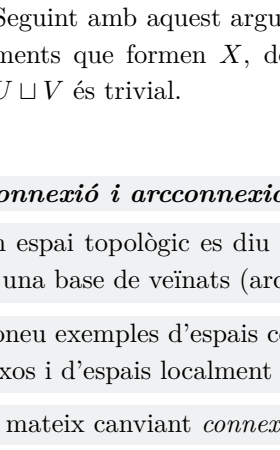 Seguint amb aquest argu
ments que formen X, de
U ⊔ V és trivial.
onnexió i arcconnexió
n espai topològic es diu
una base de veïnats (arc
oneu exemples d'espais co
xos i d'espais localment
mateix canviant connex